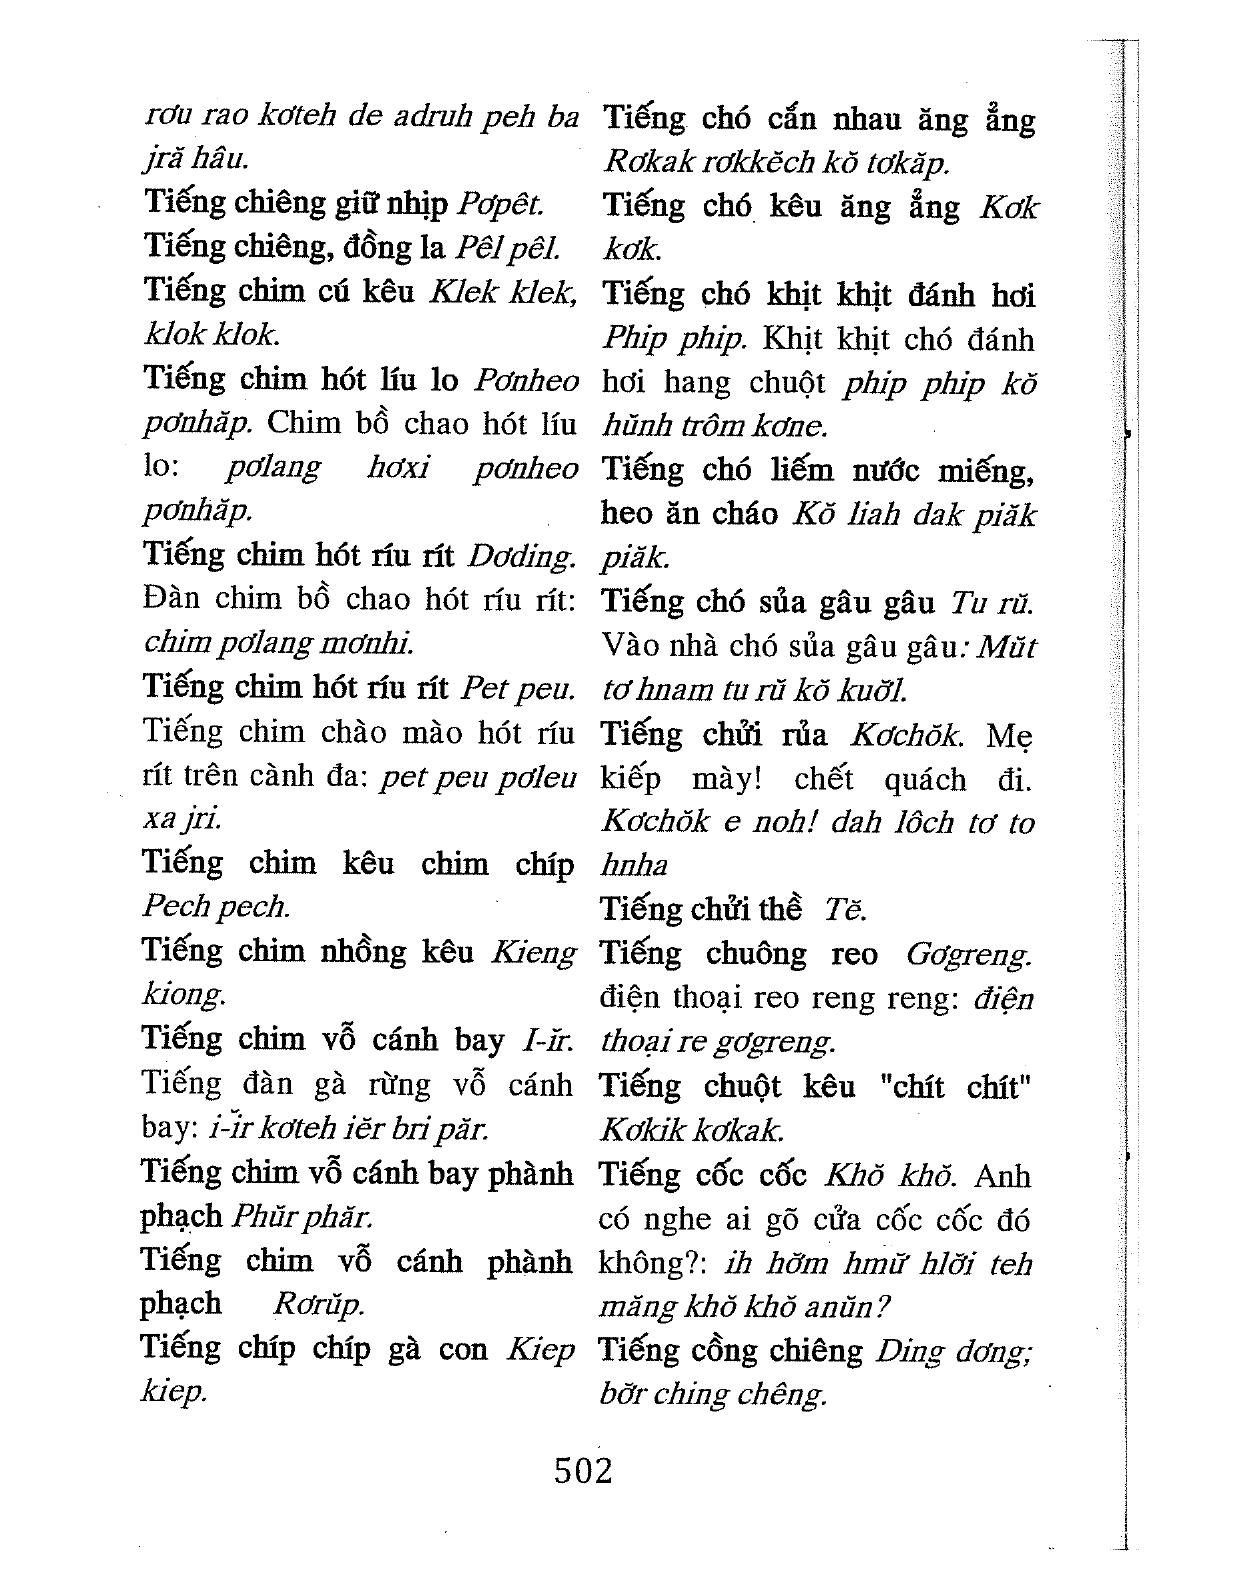 rơu rao kơteh de adruh peh ba
jră hâu.
Tiếng chiêng giữ nhịp Pơpêt.
Tiếng chiêng, đồng la Pêl pêl.
Tiếng chim cú kêu Klek klek,
klok klok.
Tiếng chim hót líu lo Pơnheo
pơnhăp. Chim bồ chao hót líu
lo: pơlang hơxi pơnheo
pơnhăp.
Tiếng chim hót ríu rít Dơding.
Đàn chim bồ chao hót ríu rít:
chim pơlang mơnhi.
Tiếng chim hót ríu rít Pet peu.
Tiếng chim chào mào hót ríu
rít trên cành đa: pet peu pơleu
xa jri.
Tiếng chim kêu chim chíp
Pech pech.
Tiếng chim nhồng kêu Kieng
kiong.
Tiếng chim vỗ cánh bay I-ĭr.
Tiếng đàn gà rừng vỗ cánh
bay: i-ĭr kơteh iĕr bri păr.
Tiếng chim vỗ cánh bay phành
phạch Phŭr phăr.
Tiếng chim vỗ cánh phành
phạch Rơrŭp.
Tiếng chíp chíp gà con Kiep
kiep.
Tiếng chó cắn nhau ăng ẳng
Rơkak rơkkĕch kŏ tơkăp.
Tiếng chó kêu ăng ẳng Kơk
kơk.
Tiếng chó khịt khịt đánh hơi
Phip phip. Khịt khịt chó đánh
hơi hang chuột phip phip kŏ
hŭnh trôm kơne.
Tiếng chó liếm nước miếng,
heo ăn cháo Kŏ liah dak piăk
piăk.
Tiếng chó sủa gâu gâu Tu rŭ.
Vào nhà chó sủa gâu gâu: Mŭt
tơ hnam tu rŭ kŏ kuơ̆l.
Tiếng chửi rủa Kơchŏk. Mẹ
kiếp mày! chết quách đi.
Kơchŏk e noh! dah lôch tơ to
hnha
Tiếng chửi thề Tĕ.
Tiếng chuông reo Gơgreng.
điện thoại reo reng reng: điện
thoại re gơgreng.
Tiếng chuột kêu "chít chít"
Kơkik kơkak.
Tiếng cốc cốc Khŏ khŏ. Anh
có nghe ai gõ cửa cốc cốc đó
không?: ih hơ̆m hmư̆ hlơ̆i teh
măng khŏ khŏ anŭn?
Tiếng cồng chiêng Ding dơng;
bơ̆r ching chêng.
502